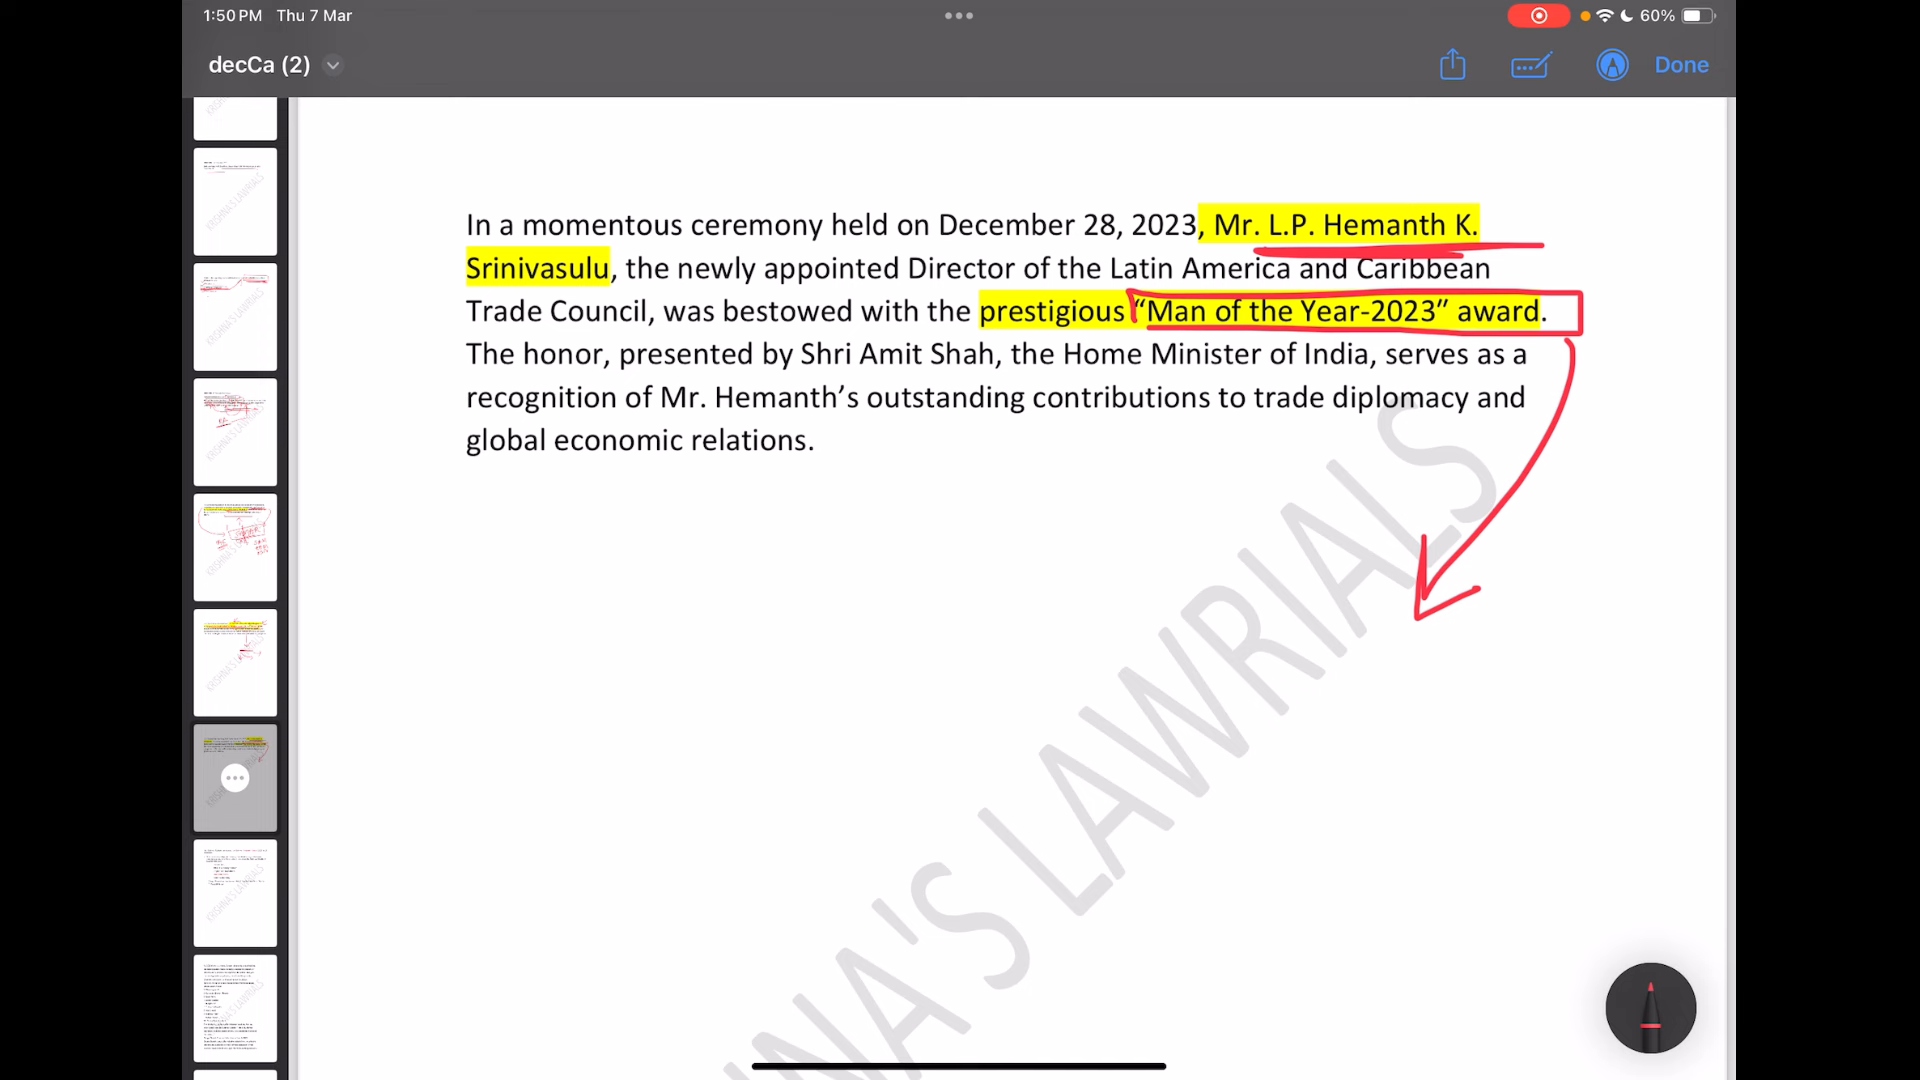 1:50 PM Thu 7 Mar
60%
decCa (2)
Done
In a momentous ceremony held on December 28, 2023, Mr. L.P. Hemanth K.
Srinivasulu, the newly appointed Director of the Latin America and Caribbean
Trade Council, was bestowed with the prestigious “Man of the Year-2023” award.
The honor, presented by Shri Amit Shah, the Home Minister of India, serves as a
recognition of Mr. Hemanth’s outstanding contributions to trade diplomacy and
global economic relations.
NA'S LAWRIALS